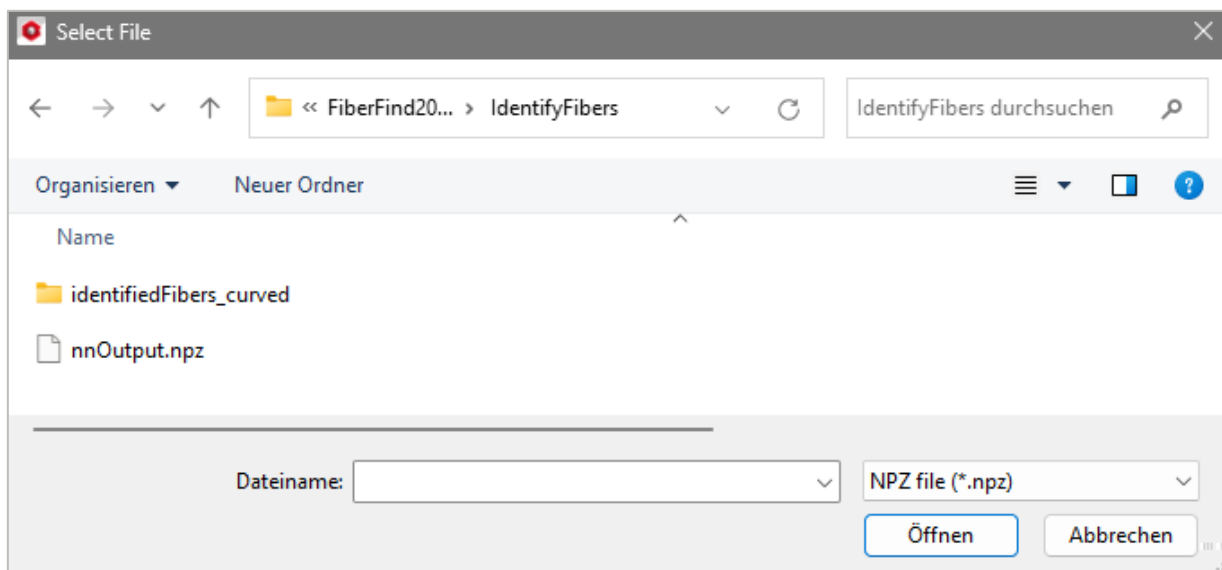 Select File
« FiberFind20... > IdentifyFibers
IdentifyFibers durchsuchen
Organisieren
Neuer Ordner
?
Name
identifiedFibers_curved
nnOutput.npz
Dateiname:
NPZ file (*.npz)
Öffnen
Abbrechen